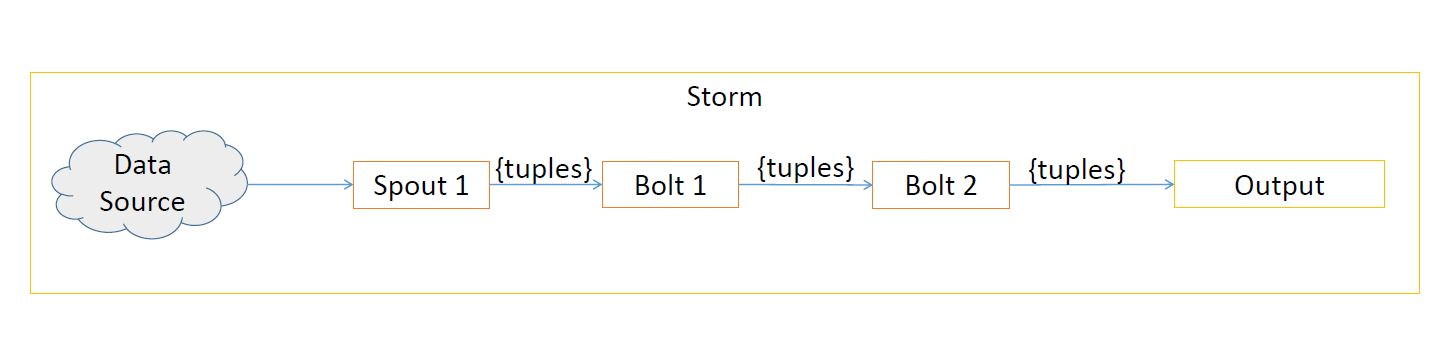 Storm
Data
Source
Spout 1
{tuples}
Bolt 1
{tuples}
Bolt 2
{tuples}
Output